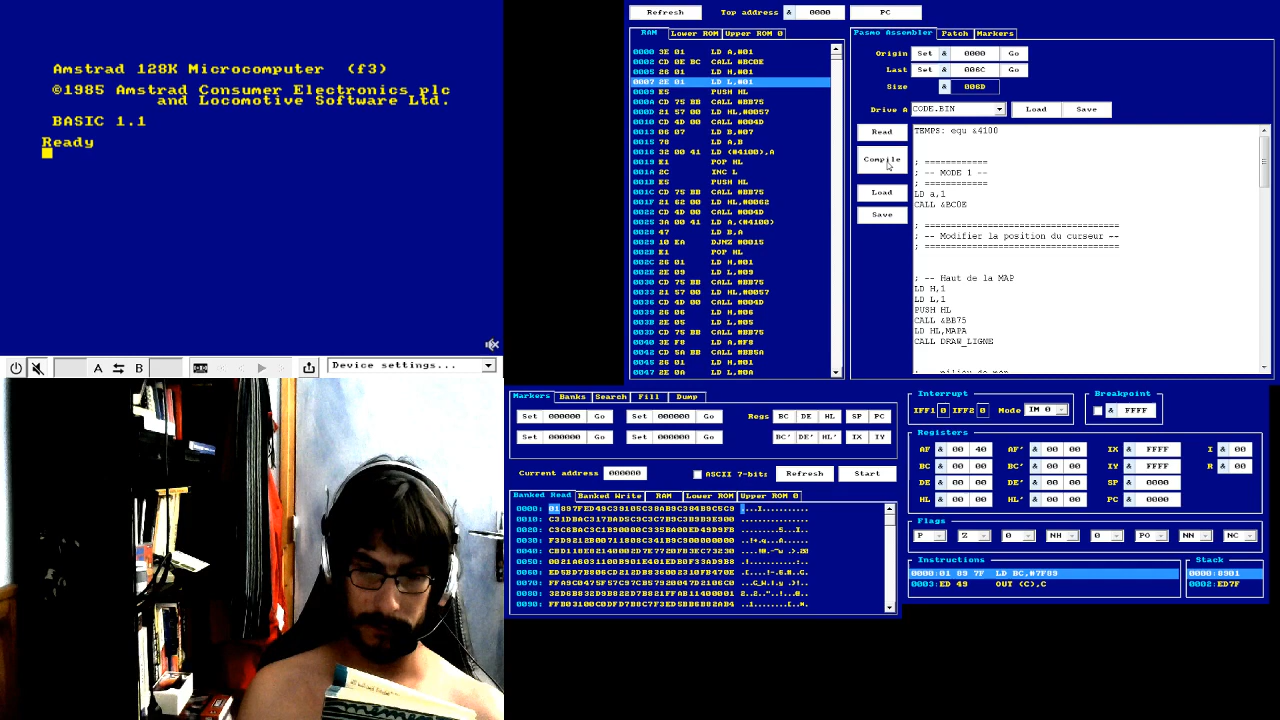 Amstrad 128K Microcomputer (f3)
©1985 Amstrad Consumer Electronics plc
and Locomotive Software Ltd.
BASIC 1.1
Ready
A
B
Device settings...
Refresh
Top address & 0000
PC
RAM Lower ROM Upper ROM 0
0000 3E 01 LD A,#01
0002 CD 0E BC CALL #BC0E
0005 26 01 LD H,#01
0007 2E 01 LD L,#01
0009 E5 PUSH HL
000A CD 75 BB CALL #BB75
000D 21 57 00 LD HL,#0057
0010 CD 4D 00 CALL #004D
0013 06 07 LD B,#07
0015 78 LD A,B
0016 32 00 41 LD (#4100),A
0019 E1 POP HL
001A 2C INC L
001B E5 PUSH HL
001C CD 75 BB CALL #BB75
001F 21 62 00 LD HL,#0062
0022 CD 4D 00 CALL #004D
0025 3A 00 41 LD A,(#4100)
0028 47 LD B,A
0029 10 EA DJNZ #0015
002B E1 POP HL
002C 26 01 LD H,#01
002E 2E 09 LD L,#09
0030 CD 75 BB CALL #BB75
0033 21 57 00 LD HL,#0057
0036 CD 4D 00 CALL #004D
0039 26 06 LD H,#06
003B 2E 05 LD L,#05
003D CD 75 BB CALL #BB75
0040 3E F8 LD A,#F8
0042 CD 5A BB CALL #BB5A
0045 26 01 LD H,#01
0047 2E 0A LD L,#0A
Pasmo Assembler Patch Markers
Origin Set & 0000 Go
Last Set & 006C Go
Size & 006D
Drive A CODE.BIN Load Save
Read
Compile
Load
Save
TEMPS: equ &4100
; ============
; -- MODE 1 --
; ============
LD a,1
CALL &BC0E
; ===================================
; -- Modifier la position du curseur --
; ===================================
; -- Haut de la MAP
LD H,1
LD L,1
PUSH HL
CALL &BB75
LD HL,MAPA
CALL DRAW_LIGNE
Markers Banks Search Fill Dump
Set 000000 Go Set 000000 Go Regs BC DE HL SP PC
Set 000000 Go Set 000000 Go BC' DE' HL' IX IY
Current address 000000 ASCII 7-bit: Refresh Start
Banked Read Banked Write RAM Lower ROM Upper ROM 0
0000: 01897FED49C39105C38AB9C384B9C5C9
0010: C31DBAC317BAD5C9C3C7B9C3B9B9E900
0020: C3C6BAC3C1B90000C335BA00ED49D9FB
0030: F3D9212B00711808C341B9C900000000
0050: 0021A6031100B901E401EDB0F33AD9B8
Interrupt
IFF1 0 IFF2 0 Mode IM 0
Breakpoint
& FFFF
Registers
AF & 00 40 AF' & 00 00 IX & FFFF I & 00
BC & 00 00 BC' & 00 00 IY & FFFF R & 00
DE & 00 00 DE' & 00 00 SP & 0000
HL & 00 00 HL' & 00 00 PC & 0000
Flags
P Z 0 NH 0 PO NN NC
Instructions
0000:01 89 7F LD BC,#7F89
0003:ED 49 OUT (C),C
Stack
0000:8901
0002:ED7F